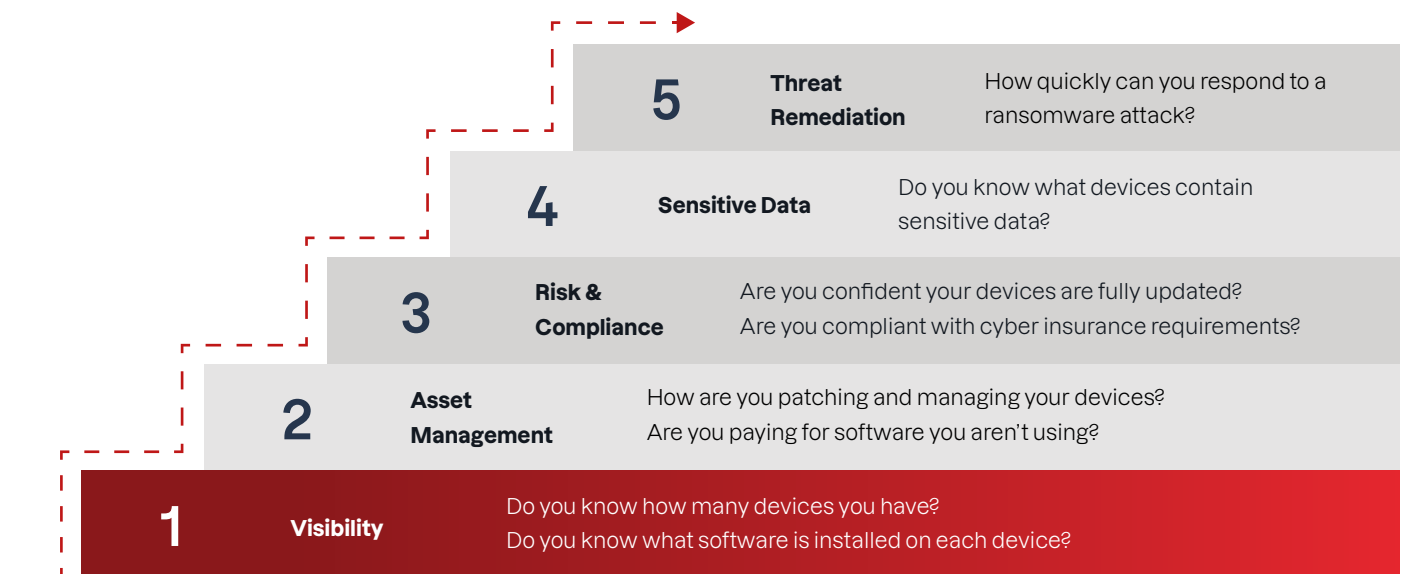 5
Threat
Remediation
How quickly can you respond to a
ransomware attack?
4
Sensitive Data
Do you know what devices contain
sensitive data?
3
Risk &
Compliance
Are you confident your devices are fully updated?
Are you compliant with cyber insurance requirements?
2
Asset
Management
How are you patching and managing your devices?
Are you paying for software you aren’t using?
1
Visibility
Do you know how many devices you have?
Do you know what software is installed on each device?